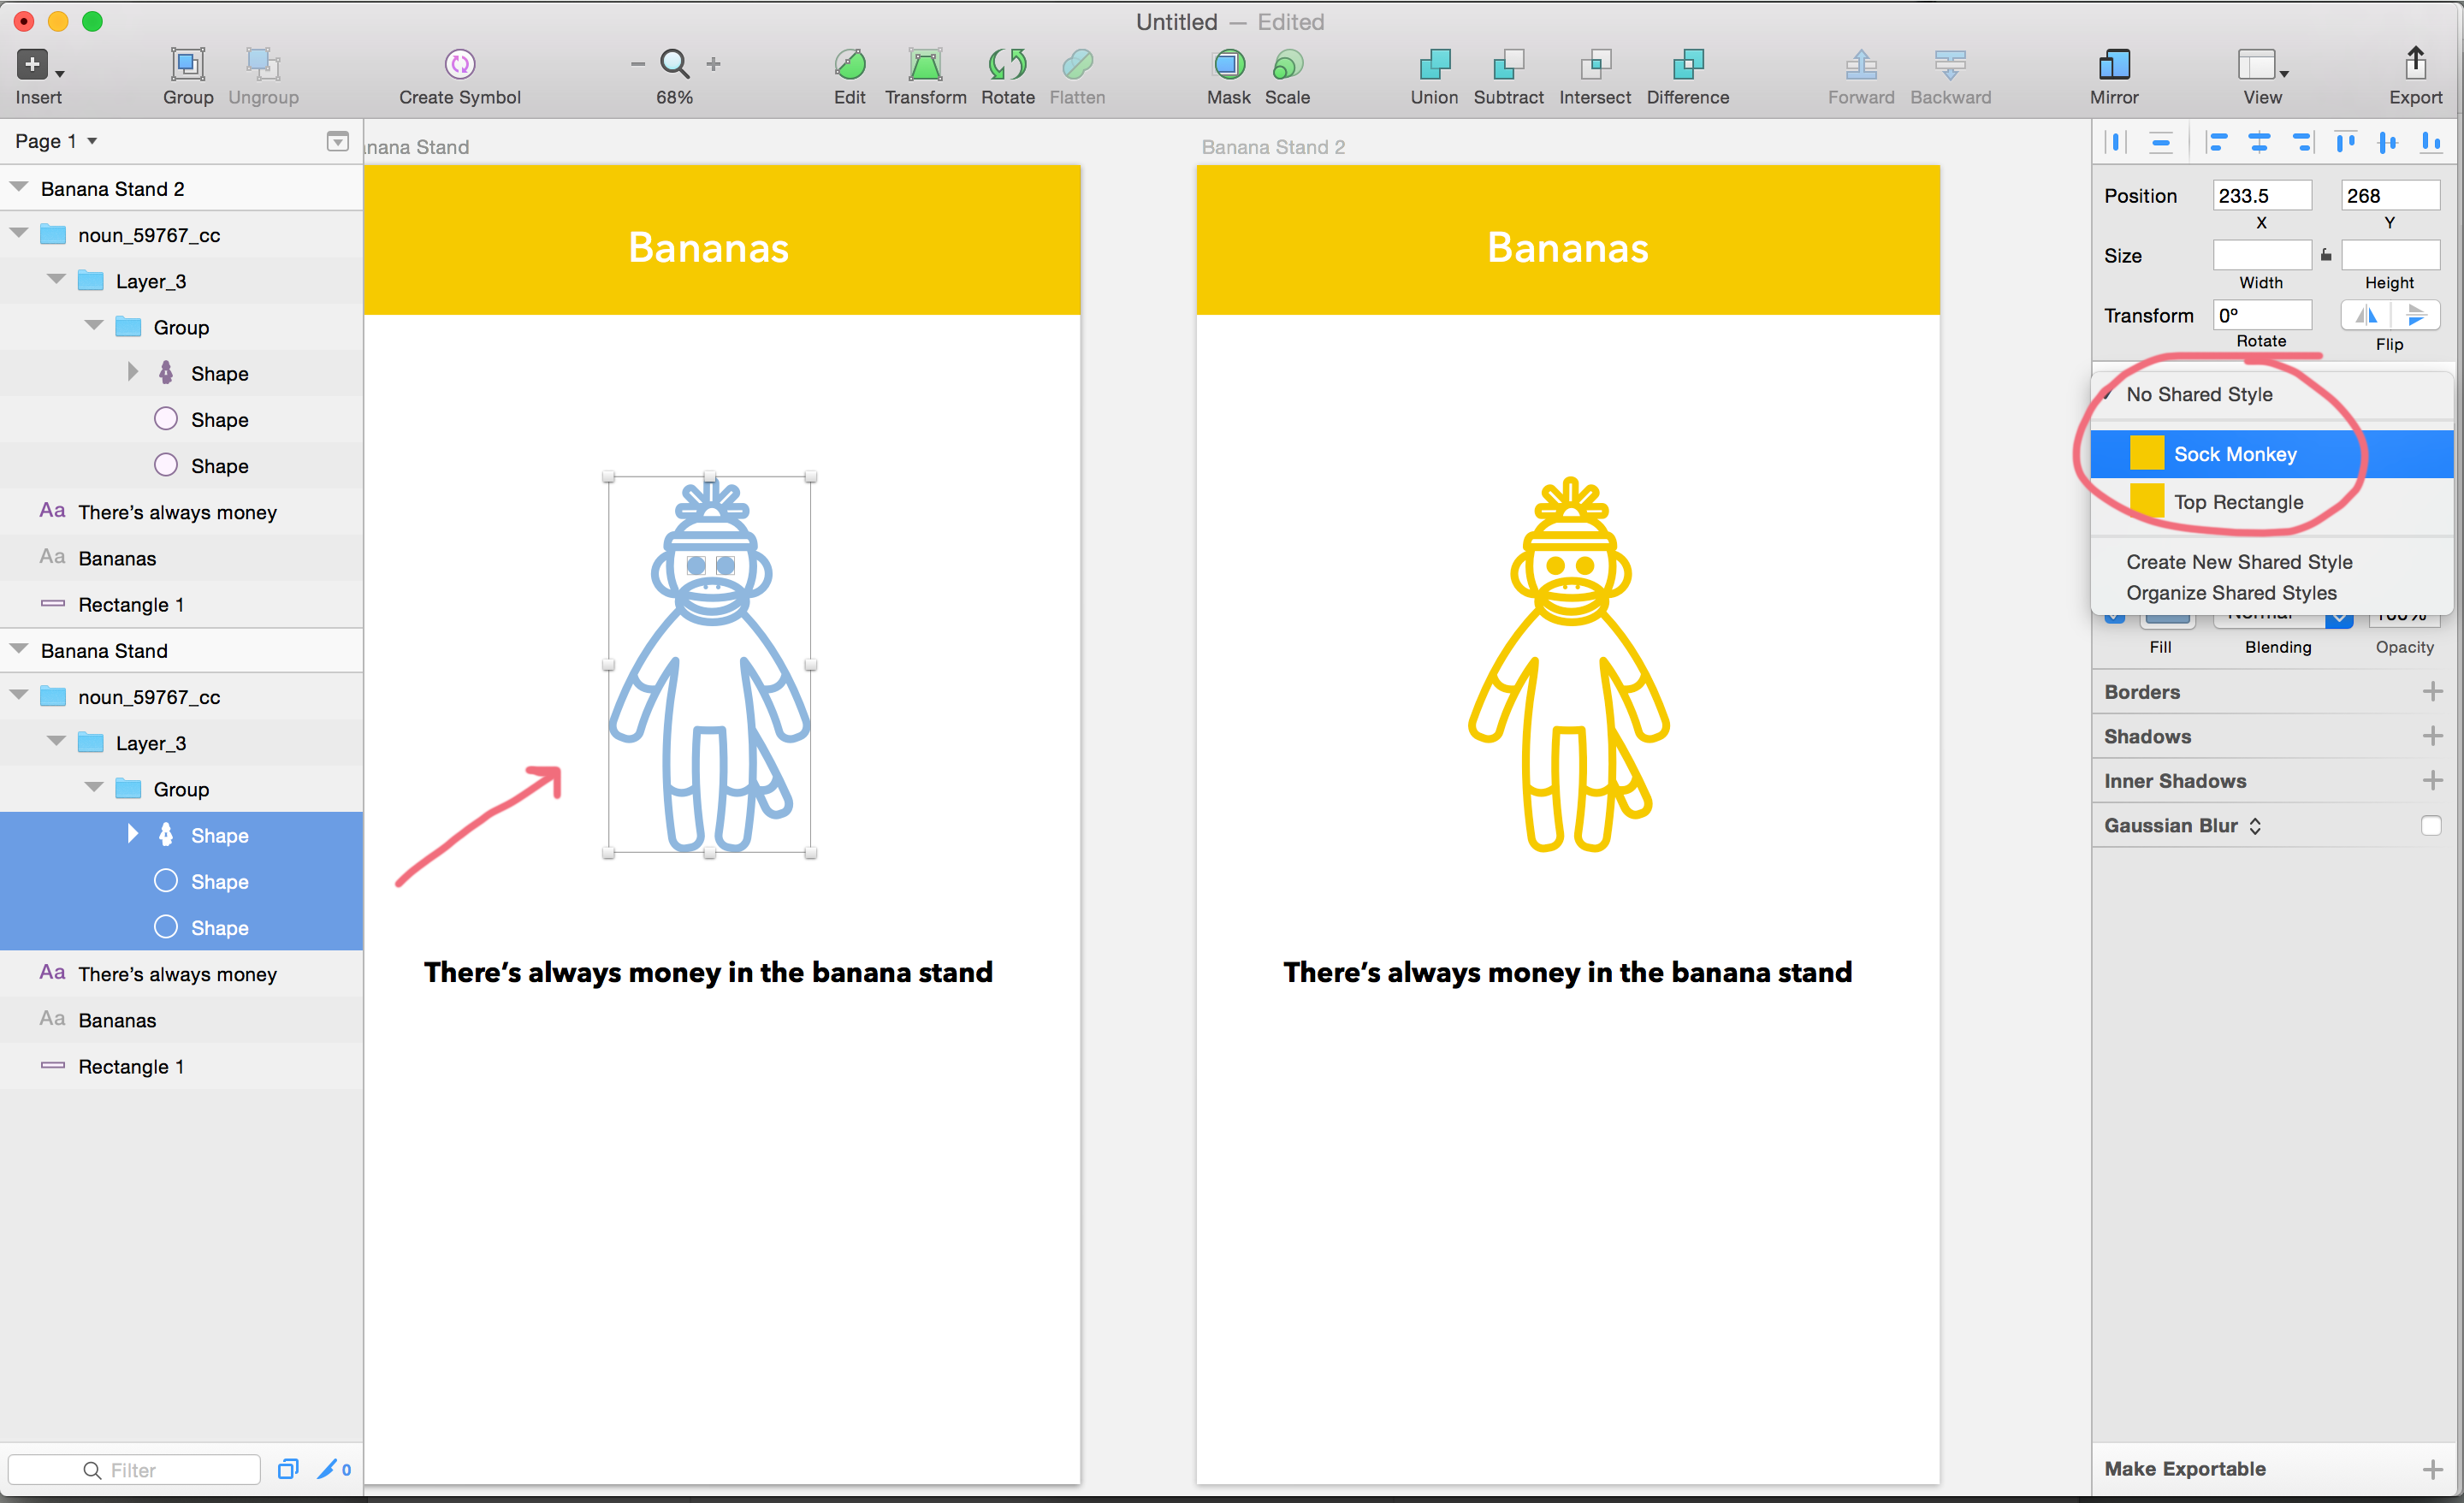 Untitled — Edited
Insert
Group
Ungroup
Create Symbol
68%
Edit
Transform
Rotate
Flatten
Mask
Scale
Union
Subtract
Intersect
Difference
Forward
Backward
Mirror
View
Export
Page 1
Banana Stand 2
noun_59767_cc
Layer_3
Group
Shape
Shape
Shape
Aa There’s always money
Aa Bananas
Rectangle 1
Banana Stand
noun_59767_cc
Layer_3
Group
Shape
Shape
Shape
Aa There’s always money
Aa Bananas
Rectangle 1
Filter
0
nana Stand
Bananas
There’s always money in the banana stand
Banana Stand 2
Bananas
There’s always money in the banana stand
Position 233.5 268
X Y
Size
Width Height
Transform 0º
Rotate Flip
✓ No Shared Style
Sock Monkey
Top Rectangle
Create New Shared Style
Organize Shared Styles
Normal 100%
Fill Blending Opacity
Borders
Shadows
Inner Shadows
Gaussian Blur
Make Exportable